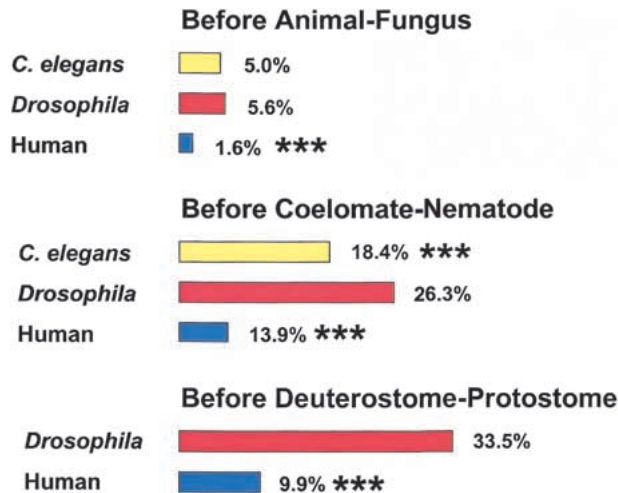 Before Animal-Fungus
C. elegans 5.0%
Drosophila 5.6%
Human 1.6% ***
Before Coelomate-Nematode
C. elegans 18.4% ***
Drosophila 26.3%
Human 13.9% ***
Before Deuterostome-Protostome
Drosophila 33.5%
Human 9.9% ***